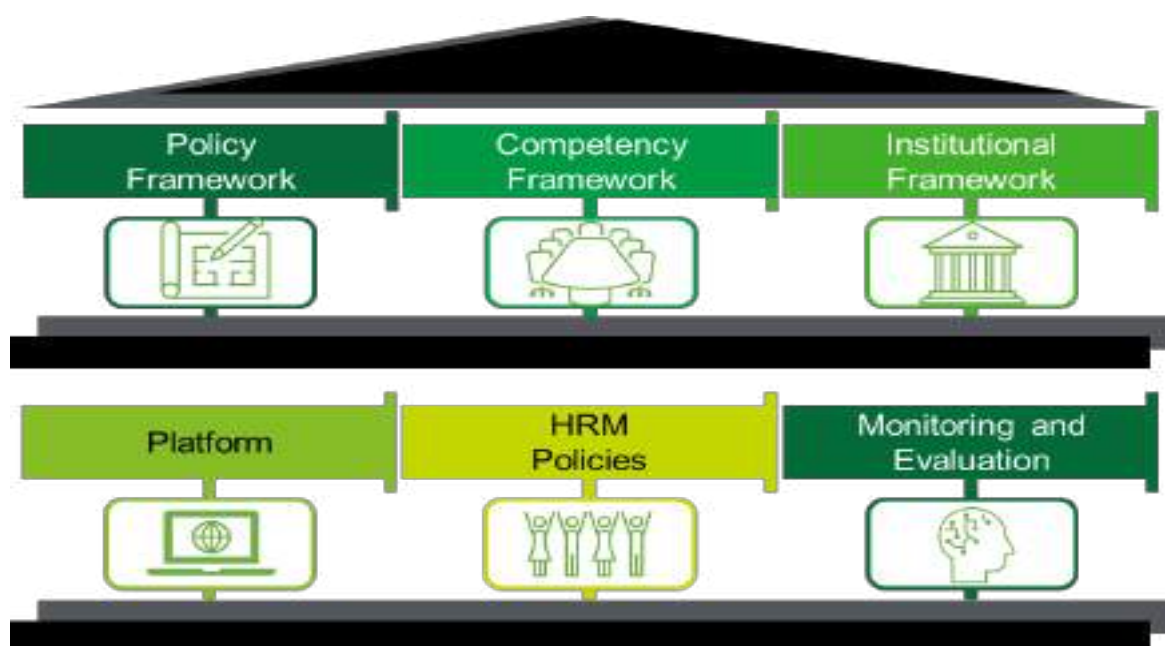 Policy
Framework
Competency
Framework
Institutional
Framework
Platform
HRM
Policies
Monitoring and
Evaluation